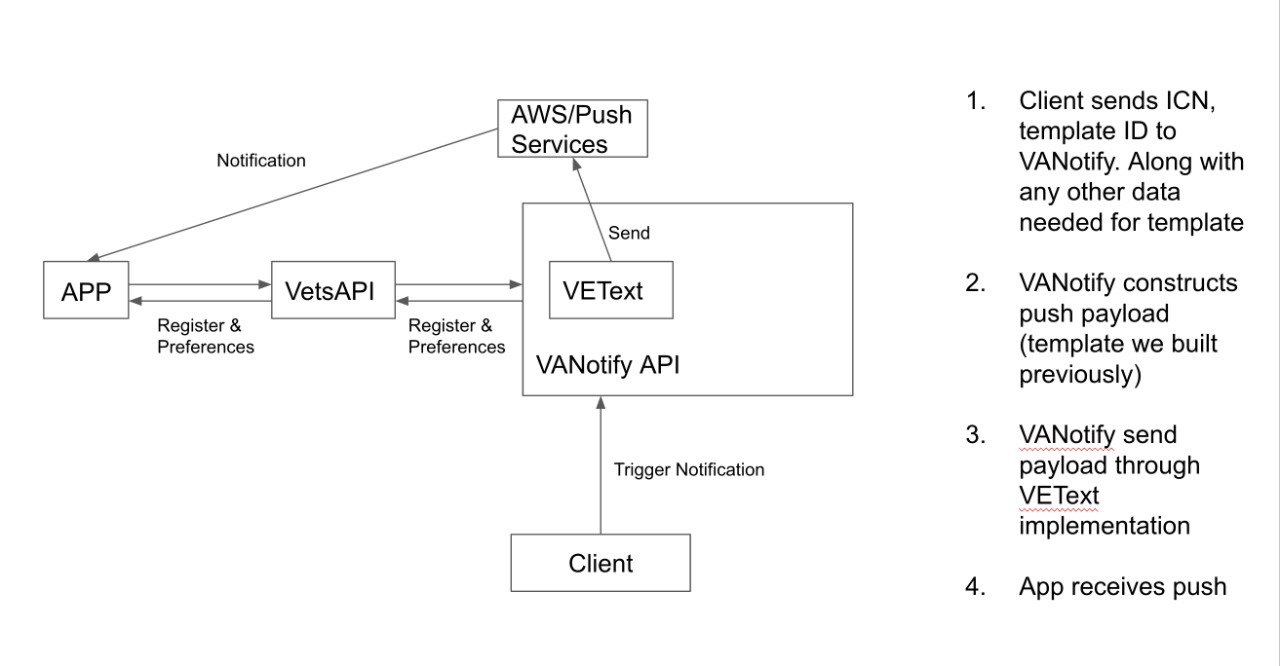 AWS/Push
Services
Notification
Send
APP
VetsAPI
VEText
Register &
Preferences
Register &
Preferences
VANotify API
Trigger Notification
Client
1. Client sends ICN,
template ID to
VANotify. Along with
any other data
needed for template
2. VANotify constructs
push payload
(template we built
previously)
3. VANotify send
payload through
VEText
implementation
4. App receives push